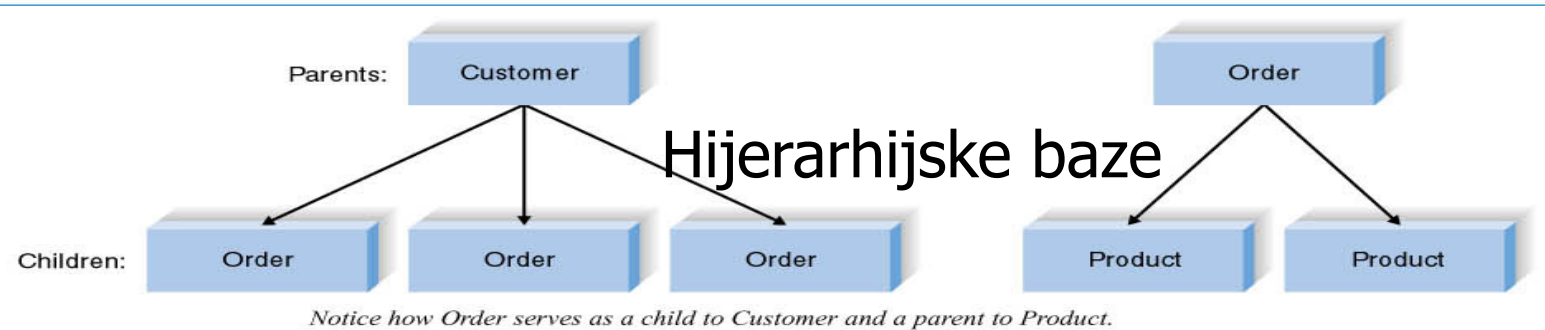 Parents: Customer Order
Hijerarhijske baze
Children: Order Order Order Product Product
Notice how Order serves as a child to Customer and a parent to Product.